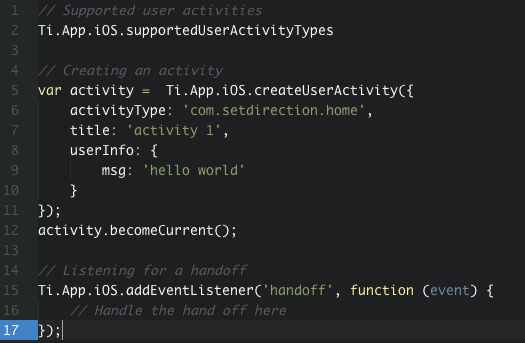 1 // Supported user activities
2 Ti.App.iOS.supportedUserActivityTypes
3
4 // Creating an activity
5 var activity =  Ti.App.iOS.createUserActivity({
6     activityType: 'com.setdirection.home',
7     title: 'activity 1',
8     userInfo: {
9         msg: 'hello world'
10     }
11 });
12 activity.becomeCurrent();
13
14 // Listening for a handoff
15 Ti.App.iOS.addEventListener('handoff', function (event) {
16     // Handle the hand off here
17 });